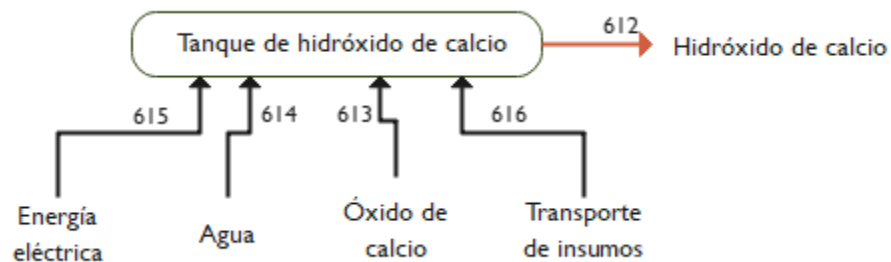 612
Tanque de hidróxido de calcio
Hidróxido de calcio
615
614
613
616
Energía
eléctrica
Agua
Óxido de
calcio
Transporte
de insumos